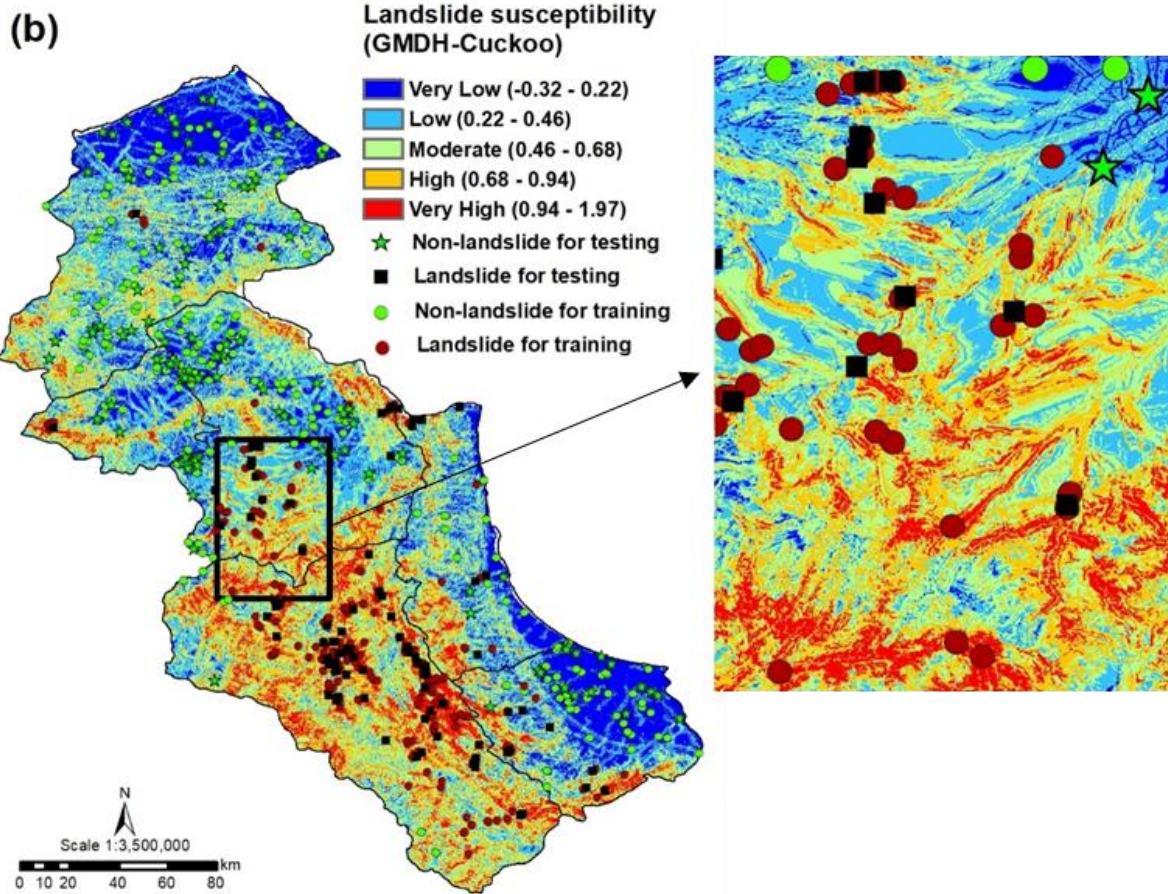 (b)
Landslide susceptibility
(GMDH-Cuckoo)
Very Low (-0.32 - 0.22)
Low (0.22 - 0.46)
Moderate (0.46 - 0.68)
High (0.68 - 0.94)
Very High (0.94 - 1.97)
Non-landslide for testing
Landslide for testing
Non-landslide for training
Landslide for training
N
Scale 1:3,500,000
km
0 10 20 40 60 80